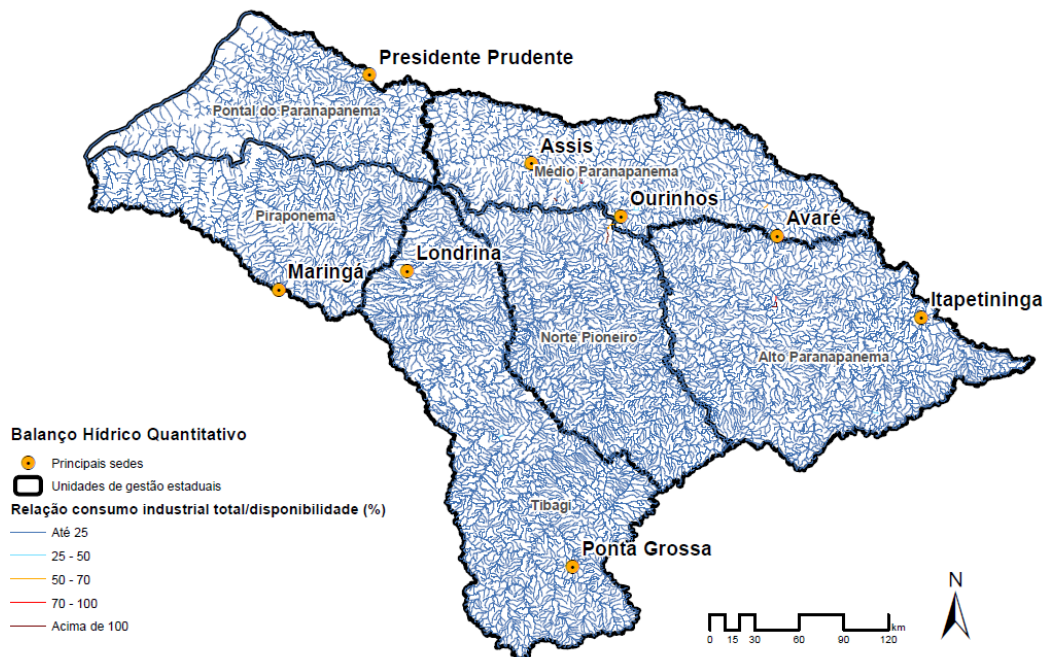 Presidente Prudente
Pontal do Paranapanema
Assis
Médio Paranapanema
Ourinhos
Piraponema
Avaré
Londrina
Maringá
Itapetininga
Norte Pioneiro
Alto Paranapanema
Balanço Hídrico Quantitativo
Principais sedes
Unidades de gestão estaduais
Relação consumo industrial total/disponibilidade (%)
Até 25
25 - 50
50 - 70
70 - 100
Acima de 100
Tibagi
Ponta Grossa
N
km
0 15 30 60 90 120